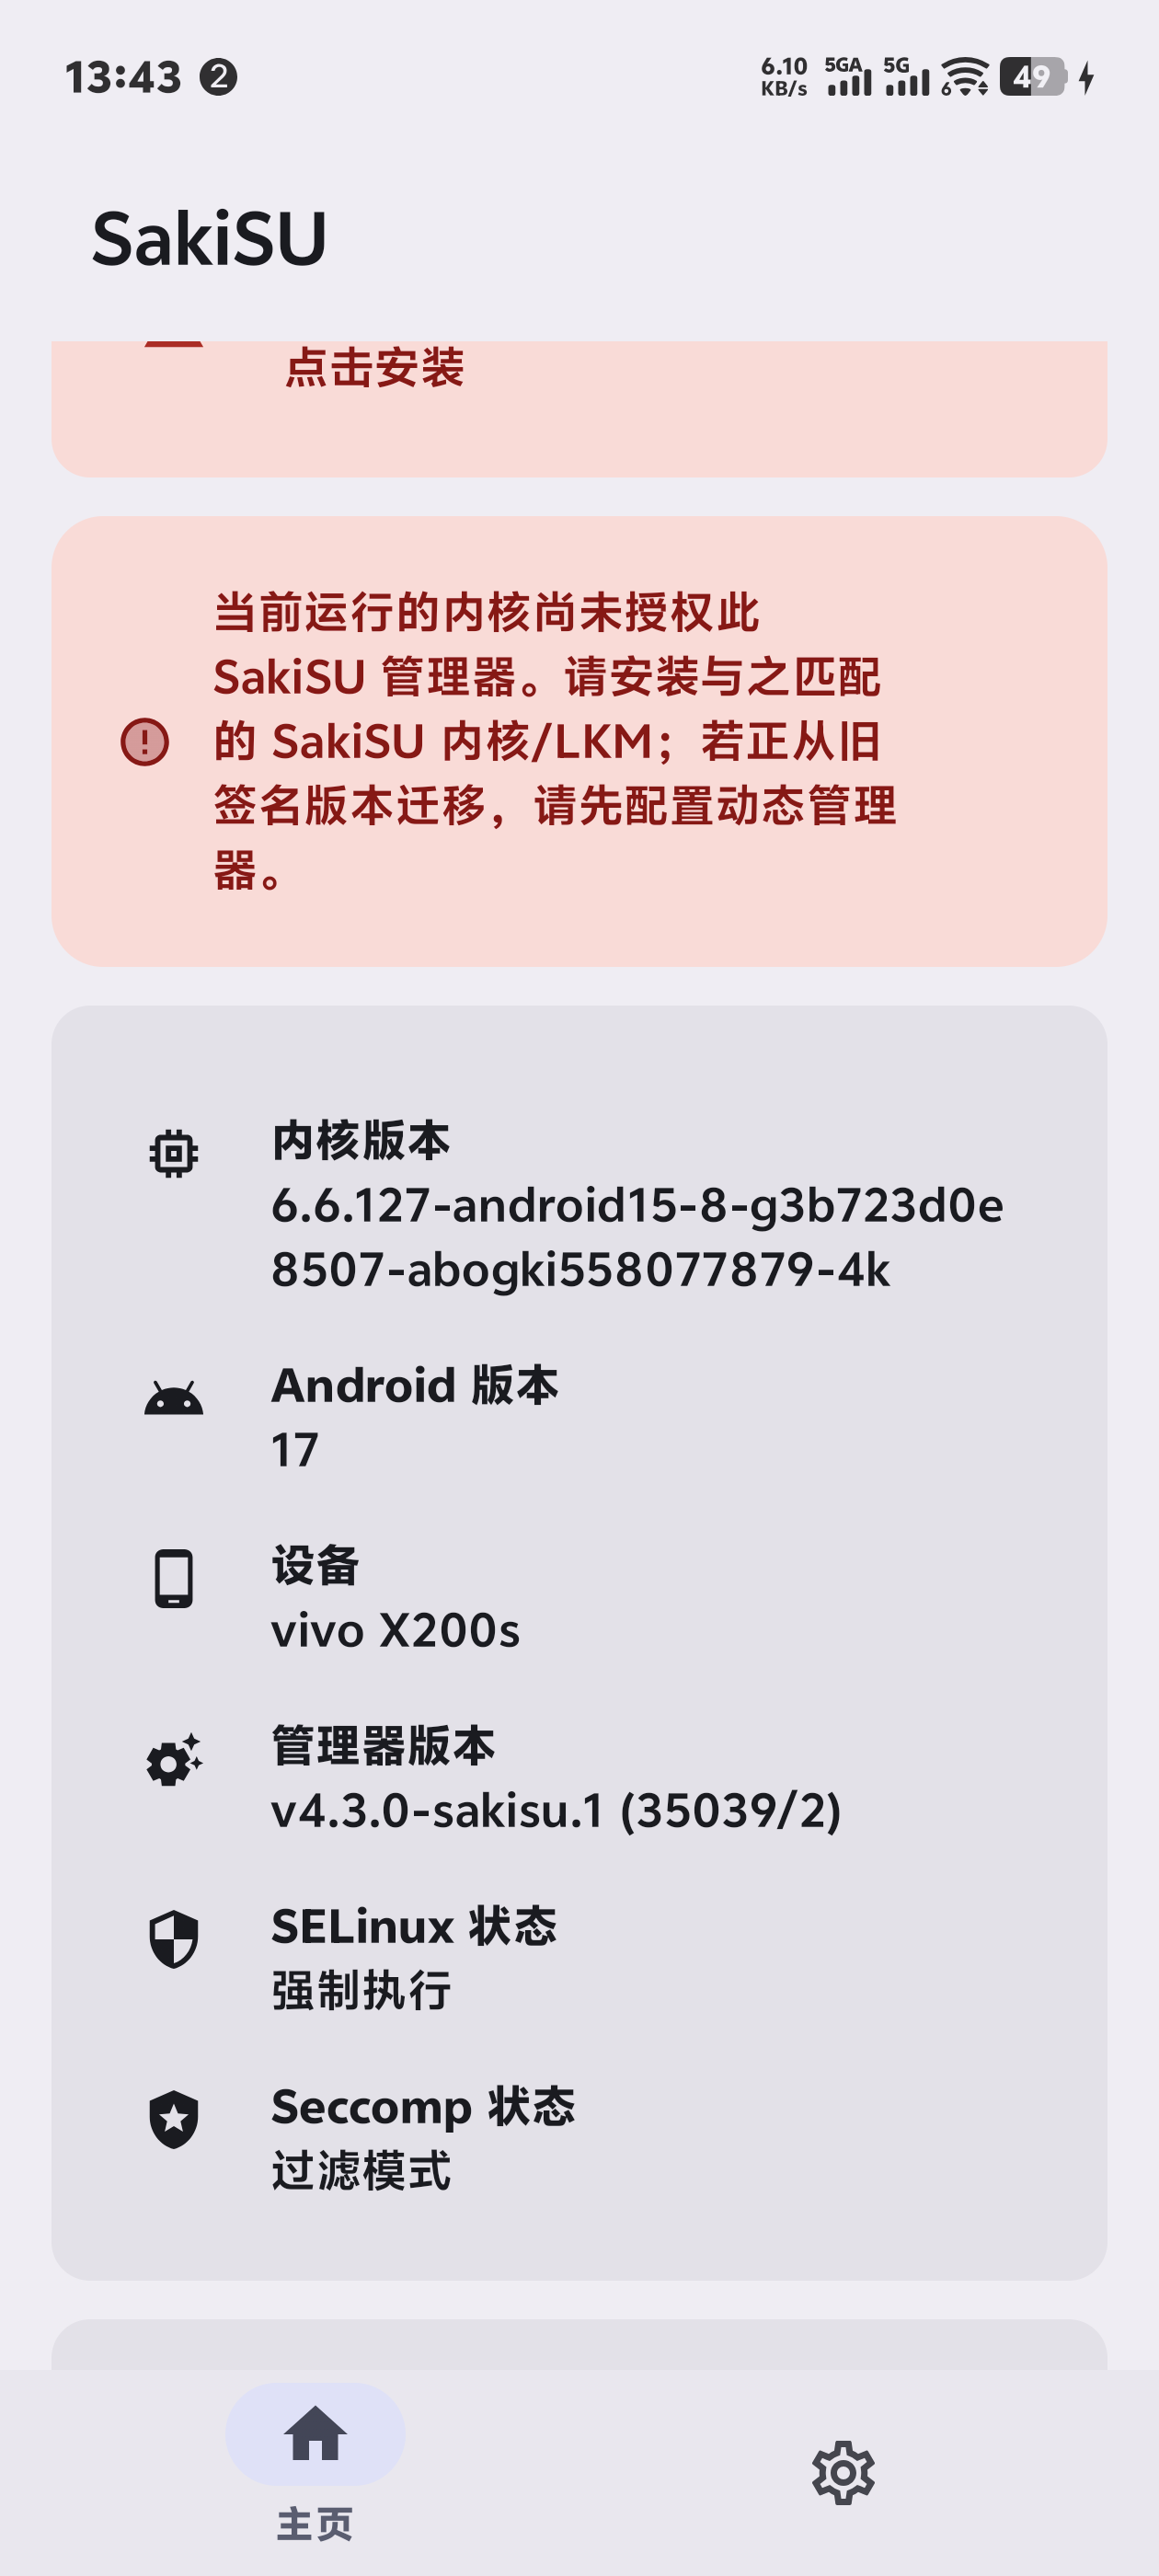 13:43 2 6.10 KB/s 5GA 5G 6 49
SakiSU
点击安装
当前运行的内核尚未授权此
SakiSU 管理器。请安装与之匹配
的 SakiSU 内核/LKM；若正从旧
签名版本迁移，请先配置动态管理
器。
内核版本
6.6.127-android15-8-g3b723d0e
8507-abogki558077879-4k
Android 版本
17
设备
vivo X200s
管理器版本
v4.3.0-sakisu.1 (35039/2)
SELinux 状态
强制执行
Seccomp 状态
过滤模式
主页